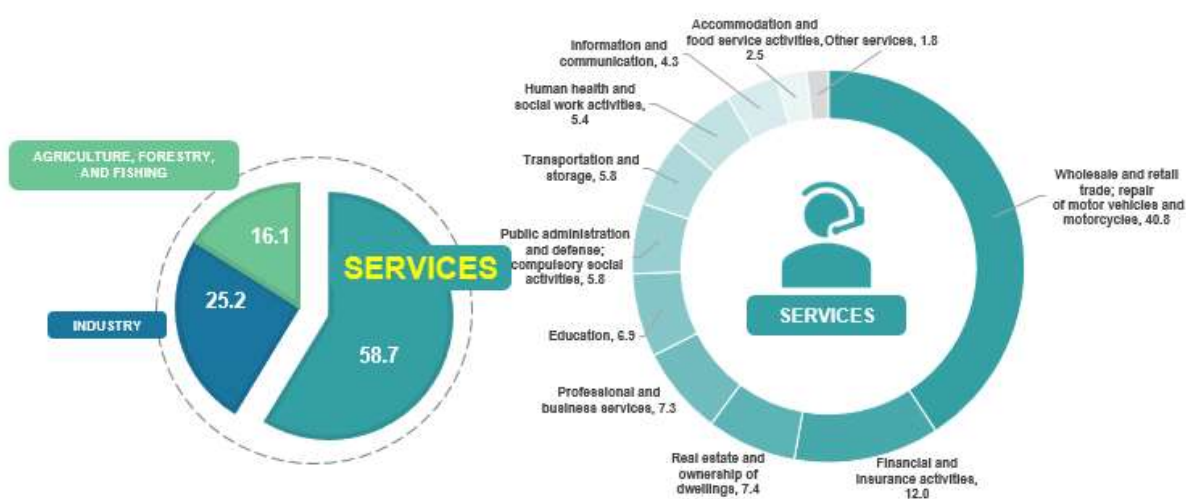 AGRICULTURE, FORESTRY,
AND FISHING
16.1
SERVICES
25.2
INDUSTRY
58.7
Accommodation and
food service activities,
2.5
Other services, 1.8
Information and
communication, 4.3
Human health and
social work activities,
5.4
Transportation and
storage, 5.8
Public administration
and defense;
compulsory social
activities, 5.8
Education, 6.9
Professional and
business services, 7.3
Real estate and
ownership of
dwellings, 7.4
Financial and
insurance activities,
12.0
Wholesale and retail
trade; repair
of motor vehicles and
motorcycles, 40.8
SERVICES